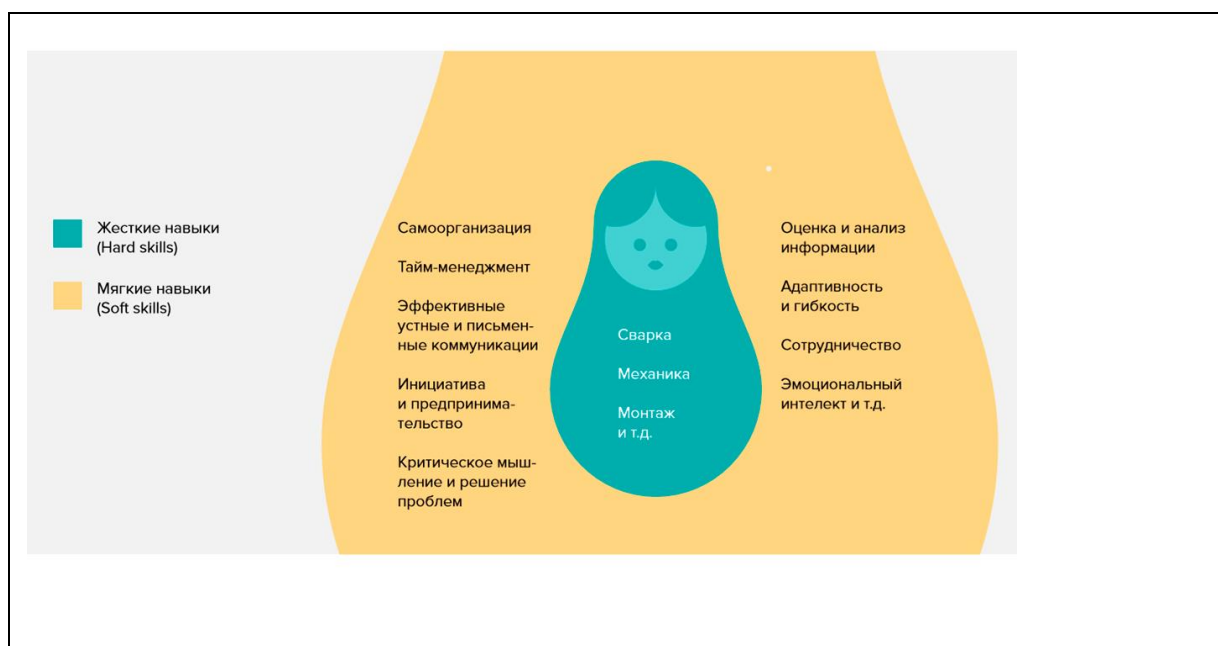 Жесткие навыки
(Hard skills)
Мягкие навыки
(Soft skills)
Самоорганизация
Тайм-менеджмент
Эффективные
устные и письмен-
ные коммуникации
Инициатива
и предпринима-
тельство
Критическое мыш-
ление и решение
проблем
Сварка
Механика
Монтаж
и т.д.
Оценка и анализ
информации
Адаптивность
и гибкость
Сотрудничество
Эмоциональный
интелект и т.д.